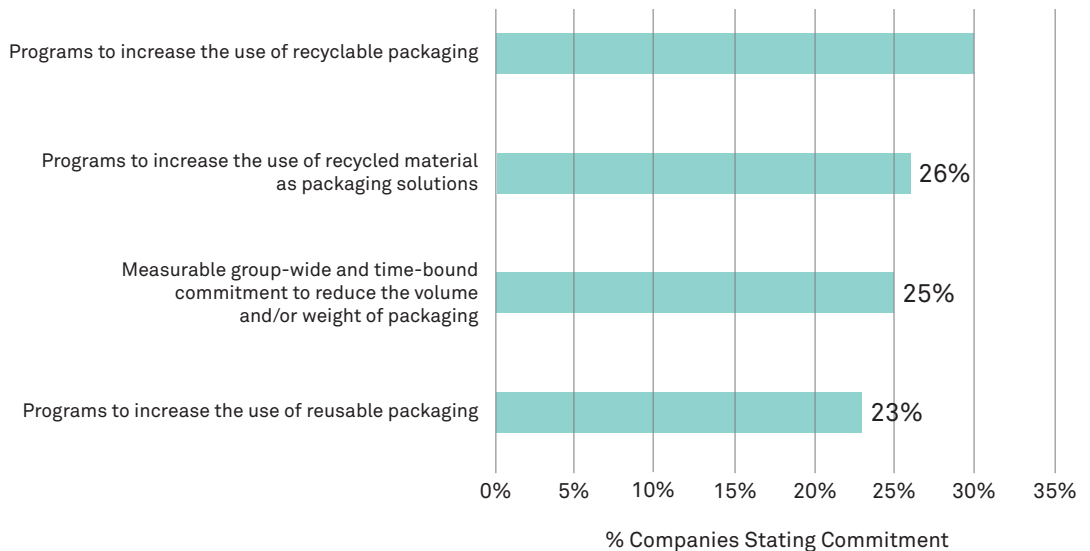 Programs to increase the use of recyclable packaging
Programs to increase the use of recycled material
as packaging solutions
26%
Measurable group-wide and time-bound
commitment to reduce the volume
and/or weight of packaging
25%
Programs to increase the use of reusable packaging
23%
0% 5% 10% 15% 20% 25% 30% 35%
% Companies Stating Commitment